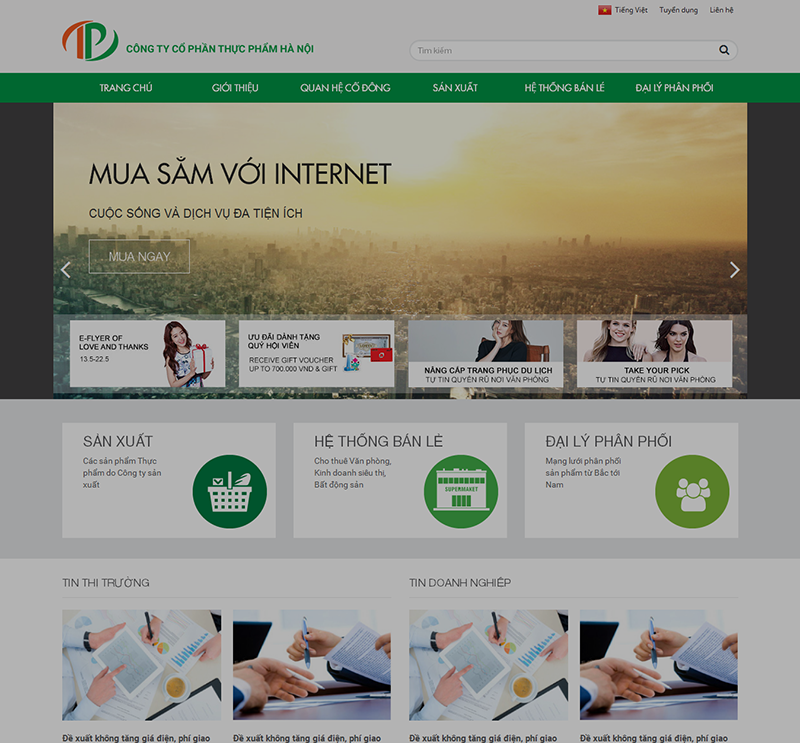 Tiếng Việt Tuyển dụng Liên hệ
CÔNG TY CỔ PHẦN THỰC PHẨM HÀ NỘI
Tìm kiếm
TRANG CHỦ GIỚI THIỆU QUAN HỆ CỔ ĐÔNG SẢN XUẤT HỆ THỐNG BÁN LẺ ĐẠI LÝ PHÂN PHỐI
MUA SẮM VỚI INTERNET
CUỘC SỐNG VÀ DỊCH VỤ ĐA TIỆN ÍCH
MUA NGAY
E-FLYER OF
LOVE AND THANKS
13.5-22.5
ƯU ĐÃI DÀNH TẶNG
QUÝ HỘI VIÊN
RECEIVE GIFT VOUCHER
UP TO 700.000 VND & GIFT
NÂNG CẤP TRANG PHỤC DU LỊCH
TỰ TIN QUYẾN RŨ NƠI VĂN PHÒNG
TAKE YOUR PICK
TỰ TIN QUYẾN RŨ NƠI VĂN PHÒNG
SẢN XUẤT
Các sản phẩm Thực
phẩm do Công ty sản
xuất
HỆ THỐNG BÁN LẺ
Cho thuê Văn phòng,
Kinh doanh siêu thị,
Bất động sản
SUPERMAKET
ĐẠI LÝ PHÂN PHỐI
Mạng lưới phân phối
sản phẩm từ Bắc tới
Nam
TIN THỊ TRƯỜNG
TIN DOANH NGHIỆP
Đề xuất không tăng giá điện, phí giao
Đề xuất không tăng giá điện, phí giao
Đề xuất không tăng giá điện, phí giao
Đề xuất không tăng giá điện, phí giao